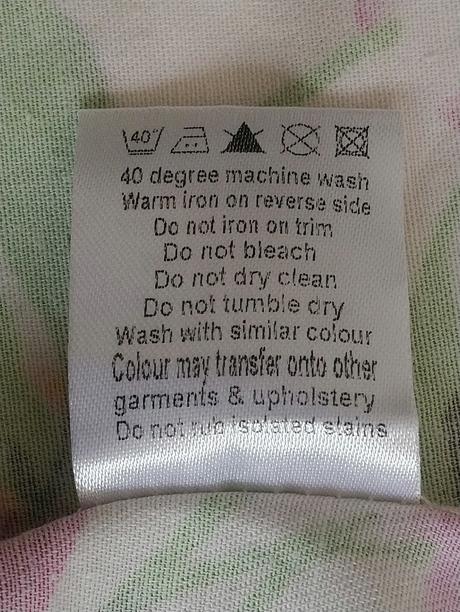 40°
40 degree machine wash
Warm iron on reverse side
Do not iron on trim
Do not bleach
Do not dry clean
Do not tumble dry
Wash with similar colour
Colour may transfer onto other
garments & upholstery
Do not rub isolated stains